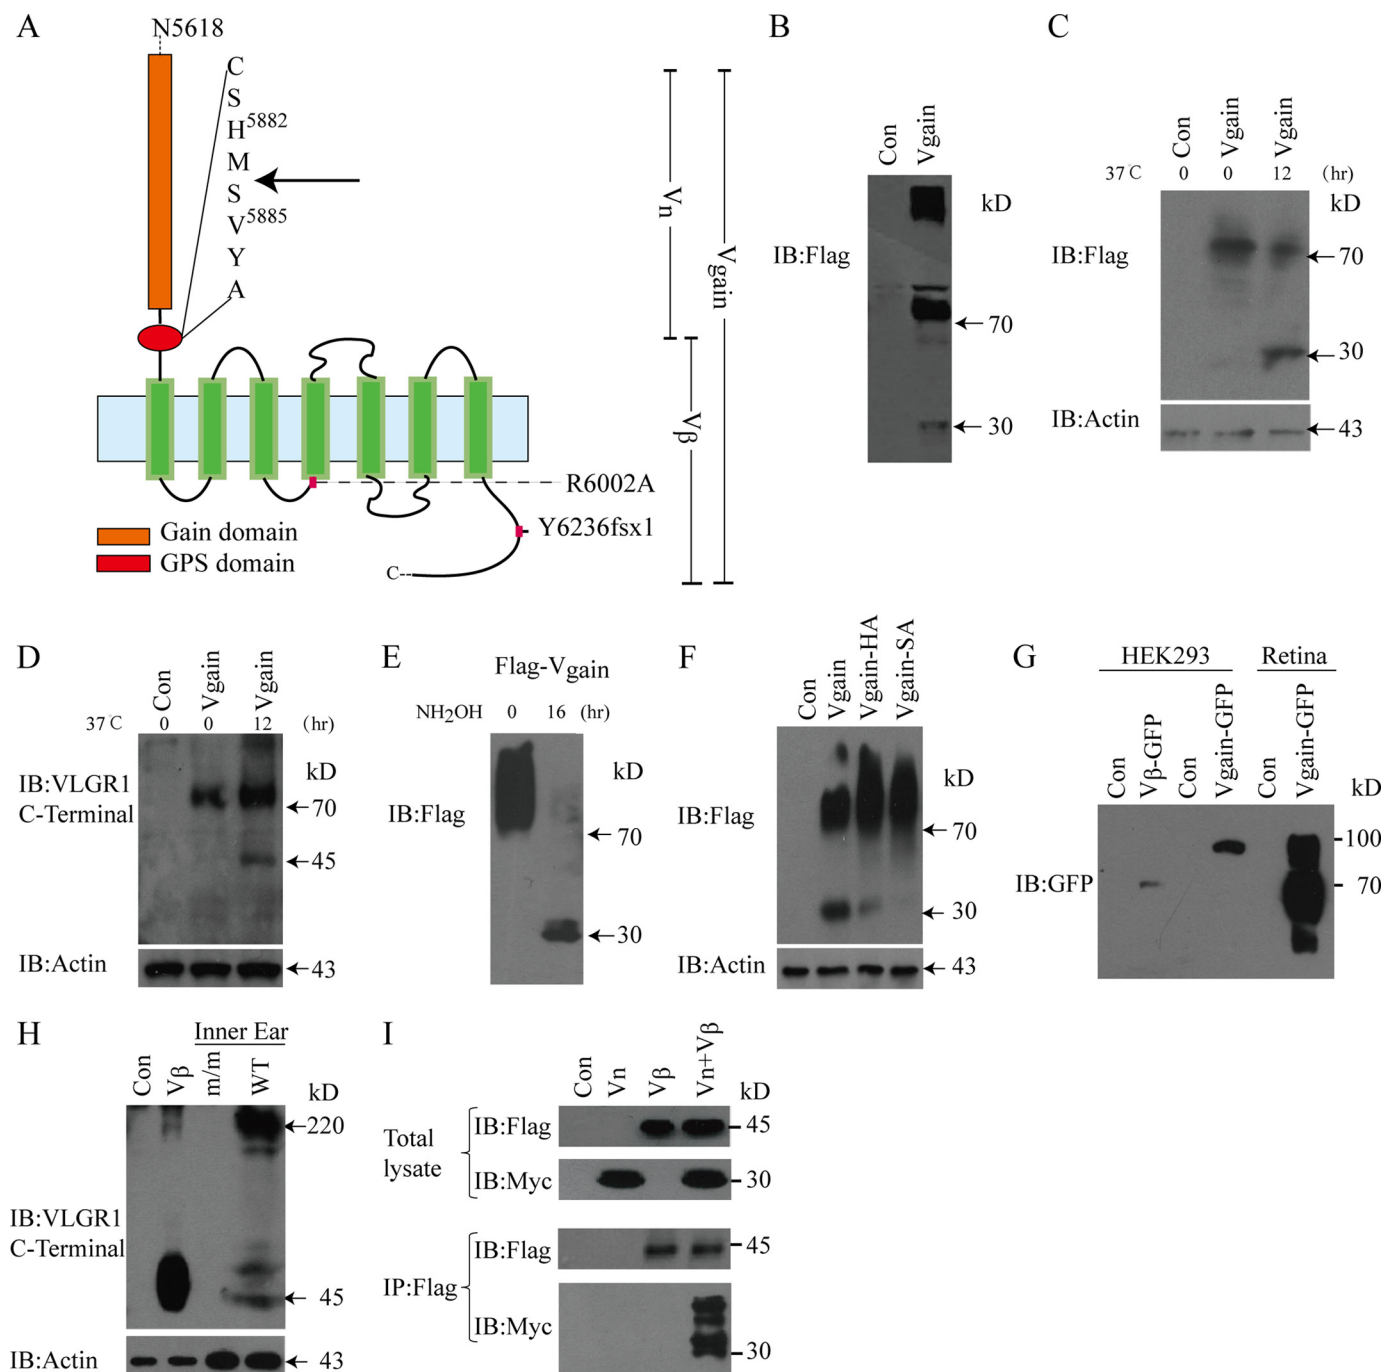 A
N5618
C
S
H5882
M
S
V5885
Y
A
Vn
Vgain
Vβ
R6002A
Y6236fsx1
C--
Gain domain
GPS domain
B
Con
Vgain
kD
IB:Flag
70
30
C
Con
Vgain
Vgain
37℃ 0 0 12 (hr)
kD
IB:Flag
70
30
IB:Actin
43
D
Con
Vgain
Vgain
37℃ 0 0 12 (hr)
IB:VLGR1
C-Terminal
kD
70
45
IB:Actin
43
E
Flag-Vgain
NH2OH 0 16 (hr)
kD
IB:Flag
70
30
F
Con
Vgain
Vgain-HA
Vgain-SA
kD
IB:Flag
70
30
IB:Actin
43
G
HEK293 Retina
Con
Vβ-GFP
Con
Vgain-GFP
Con
Vgain-GFP
kD
100
IB:GFP
70
H
Inner Ear
Con
Vβ
m/m
WT
kD
220
IB:VLGR1
C-Terminal
45
IB:Actin
43
I
Con
Vn
Vβ
Vn+Vβ
kD
Total
lysate
IB:Flag
45
IB:Myc
30
IP:Flag
IB:Flag
45
IB:Myc
30